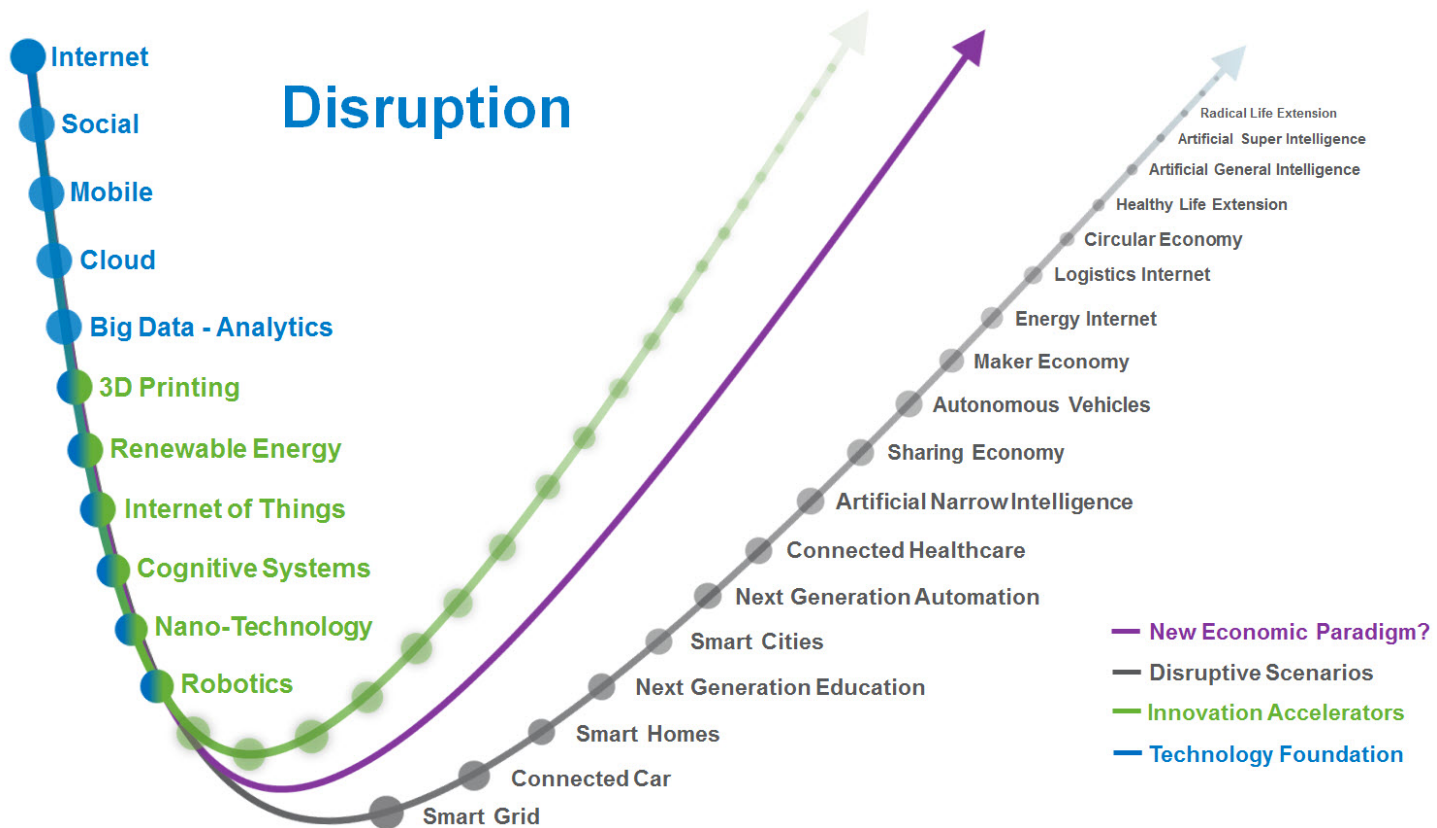 Disruption
Internet
Social
Mobile
Cloud
Big Data - Analytics
3D Printing
Renewable Energy
Internet of Things
Cognitive Systems
Nano-Technology
Robotics
Radical Life Extension
Artificial Super Intelligence
Artificial General Intelligence
Healthy Life Extension
Circular Economy
Logistics Internet
Energy Internet
Maker Economy
Autonomous Vehicles
Sharing Economy
Artificial Narrow Intelligence
Connected Healthcare
Next Generation Automation
Smart Cities
Next Generation Education
Smart Homes
Connected Car
Smart Grid
New Economic Paradigm?
Disruptive Scenarios
Innovation Accelerators
Technology Foundation